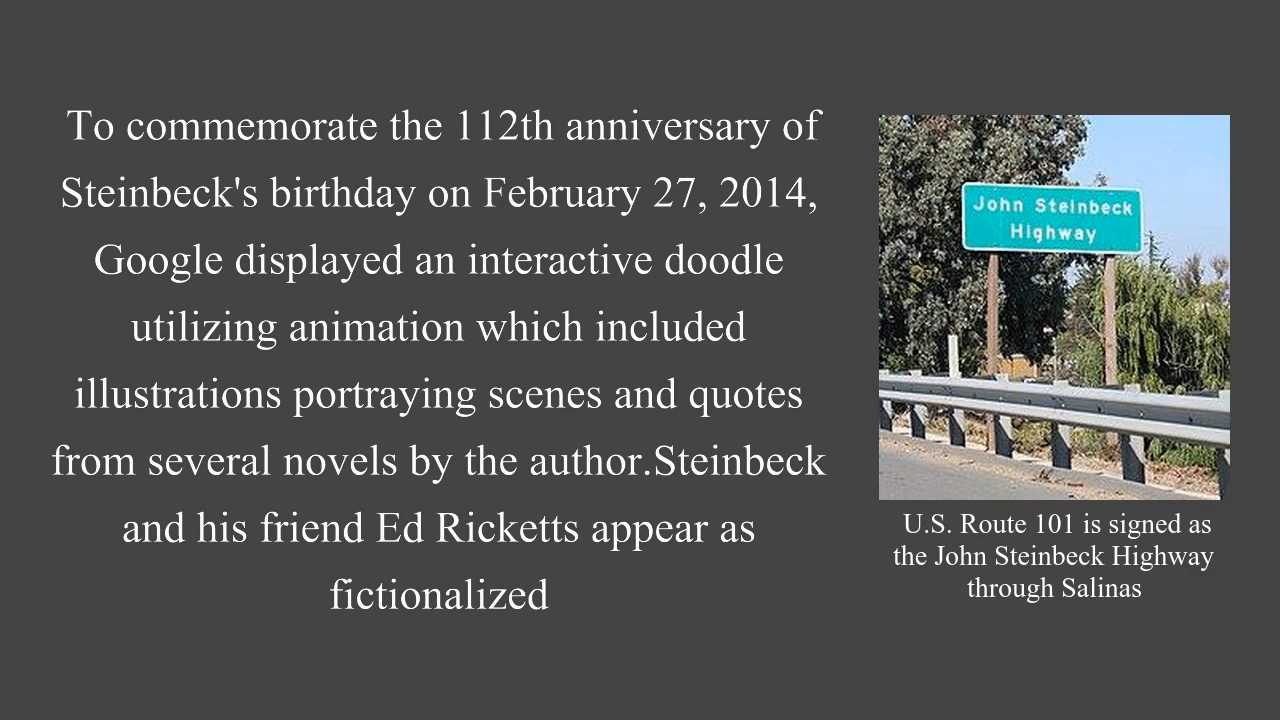 To commemorate the 112th anniversary of
Steinbeck's birthday on February 27, 2014,
Google displayed an interactive doodle
utilizing animation which included
illustrations portraying scenes and quotes
from several novels by the author.Steinbeck
and his friend Ed Ricketts appear as
fictionalized
John Steinbeck
Highway
U.S. Route 101 is signed as
the John Steinbeck Highway
through Salinas